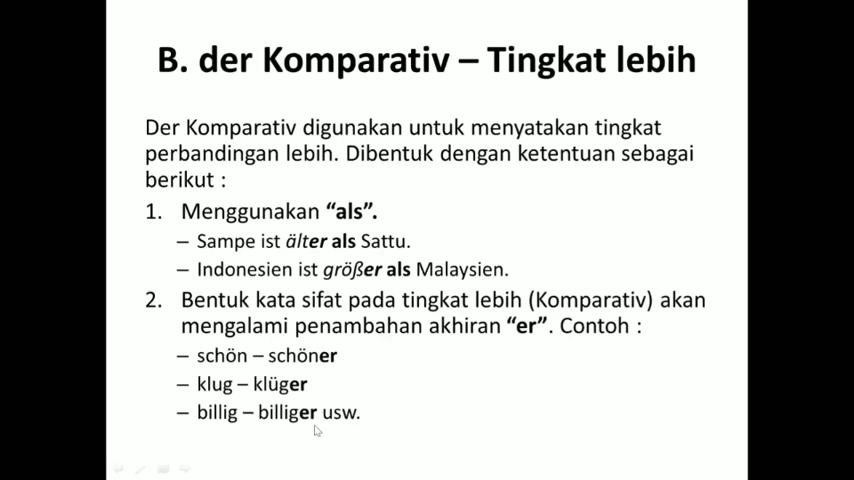 B. der Komparativ – Tingkat lebih
Der Komparativ digunakan untuk menyatakan tingkat
perbandingan lebih. Dibentuk dengan ketentuan sebagai
berikut :
1. Menggunakan “als”.
– Sampe ist älter als Sattu.
– Indonesien ist größer als Malaysien.
2. Bentuk kata sifat pada tingkat lebih (Komparativ) akan
mengalami penambahan akhiran “er”. Contoh :
– schön – schöner
– klug – klüger
– billig – billiger usw.